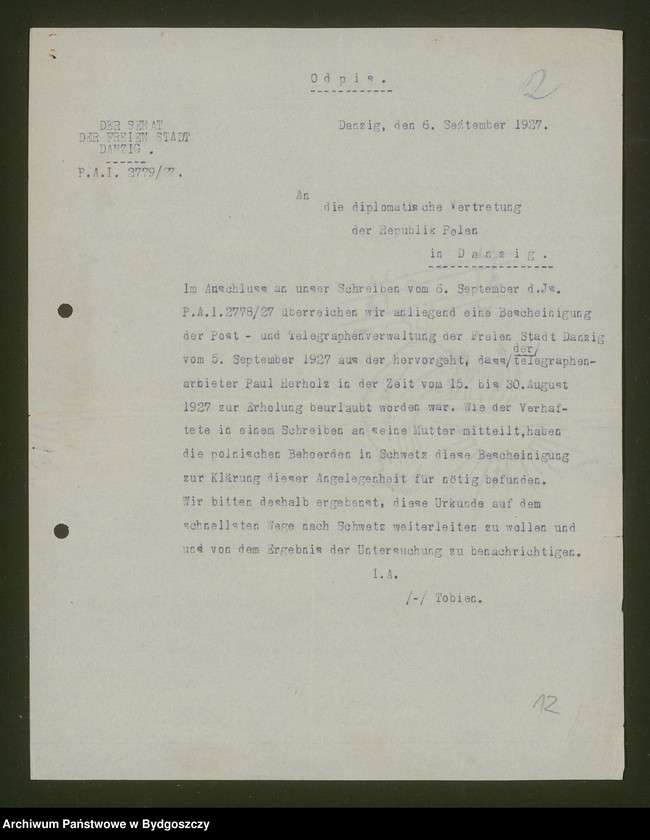 Odpis.
2
DER SENAT
DER FREIEN STADT
DANZIG .
P.A.I. 2779/27.
Danzig, den 6. September 1927.
An
die diplomatische Vertretung
der Republik Polen
in Danzig.
Im Anschluss an unser Schreiben vom 6. September d.Js.
P.A.I.2778/27 überreichen wir anliegend eine Bescheinigung
der Post - und Telegraphenverwaltung der Freien Stadt Danzig
vom 5. September 1927 aus der hervorgeht, dass/der/telegraphen-
arbieter Paul Herholz in der Zeit vom 15. bis 30.August
1927 zur Erholung beurlaubt worden war. Wie der Verhaf-
tete in einem Schreiben an seine Mutter mitteilt,haben
die polnischen Behoerden in Schwetz diese Bescheinigung
zur Klärung dieser Angelegenheit für nötig befunden.
Wir bitten deshalb ergebenst, diese Urkunde auf dem
schnellsten Wege nach Schwetz weiterleiten zu wollen und
und von dem Ergebnis der Untersuchung zu benachrichtigen.
I.A.
/-/ Tobien.
12
Archiwum Państwowe w Bydgoszczy